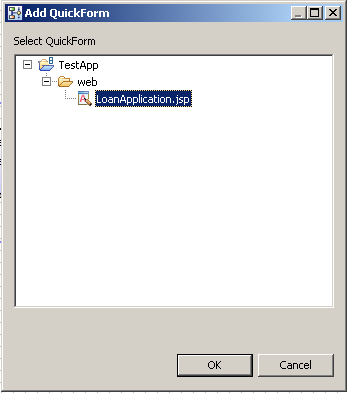 Add QuickForm
Select QuickForm
TestApp
web
LoanApplication.jsp
OK
Cancel